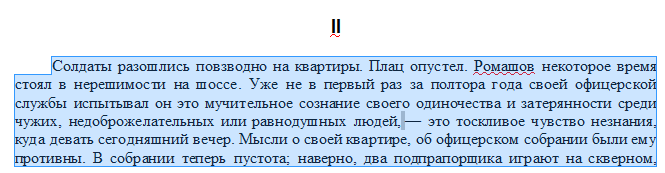 II
Солдаты разошлись повзводно на квартиры. Плац опустел. Ромашов некоторое время
стоял в нерешимости на шоссе. Уже не в первый раз за полтора года своей офицерской
службы испытывал он это мучительное сознание своего одиночества и затерянности среди
чужих, недоброжелательных или равнодушных людей, — это тоскливое чувство незнания,
куда девать сегодняшний вечер. Мысли о своей квартире, об офицерском собрании были ему
противны. В собрании теперь пустота; наверно, два подпрапорщика играют на скверном,